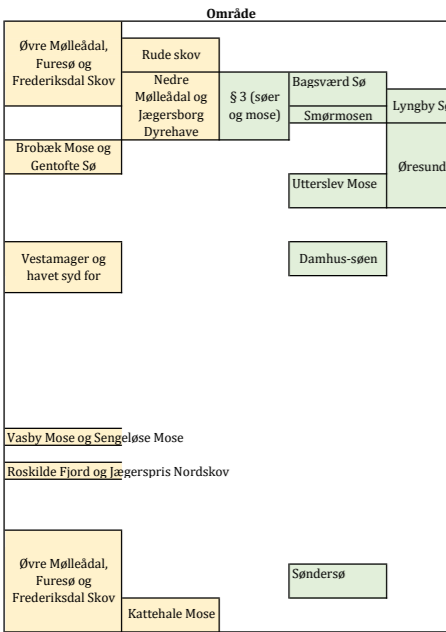 Område
Øvre Mølleådal,
Furesø og
Frederiksdal Skov
Rude skov
Nedre
Mølleådal og
Jægersborg
Dyrehave
§ 3 (søer
og mose)
Bagsværd Sø
Smørmosen
Lyngby
Øresund
Brobæk Mose og
Gentofte Sø
Utterslev Mose
Vestamager og
havet syd for
Damhus-søen
Vasby Mose og Sengeløse Mose
Roskilde Fjord og Jægerspris Nordskov
Øvre Mølleådal,
Furesø og
Frederiksdal Skov
Søndersø
Kattehale Mose